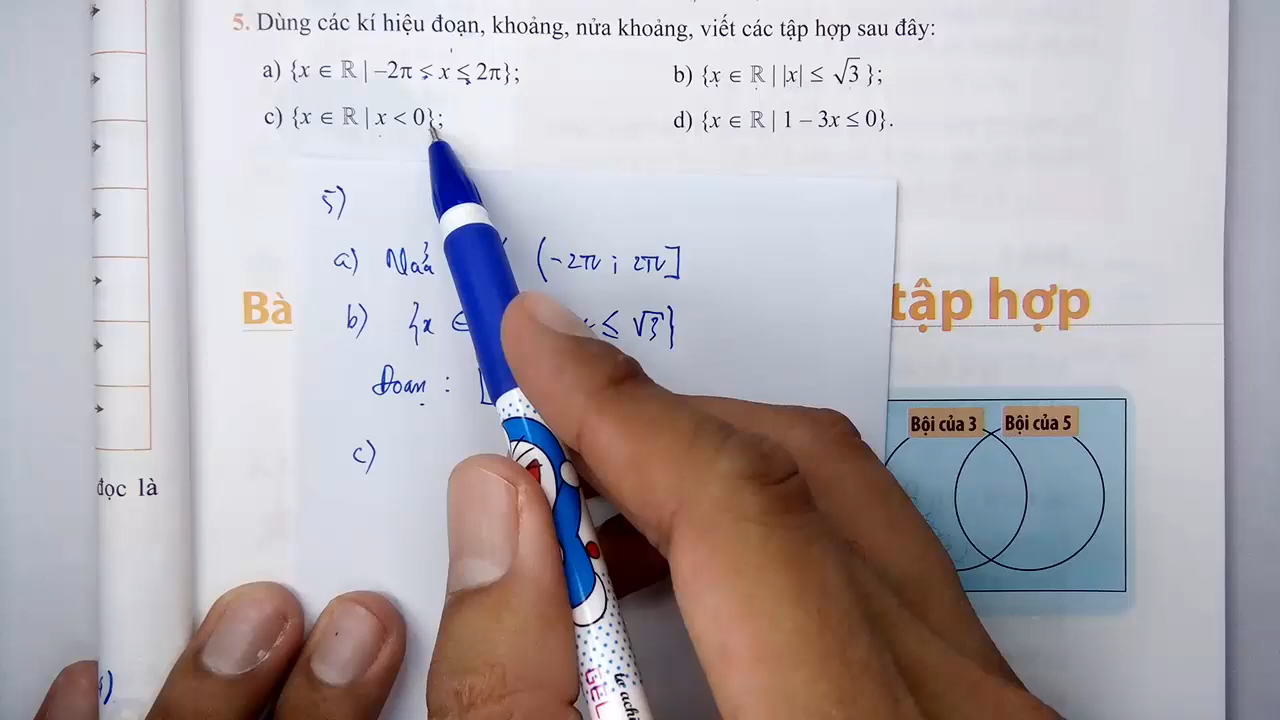 5. Dùng các kí hiệu đoạn, khoảng, nửa khoảng, viết các tập hợp sau đây:
a) {x ∈ ℝ | −2π < x ≤ 2π};
b) {x ∈ ℝ | |x| ≤ √3 };
c) {x ∈ ℝ | x < 0};
d) {x ∈ ℝ | 1 − 3x ≤ 0}.
5)
a) Nửa (-2π ; 2π]
b) {x ∈ ≤ √3}
Đoạn : [
c)
Bà
tập hợp
Bội của 3
Bội của 5
đọc là
GEL